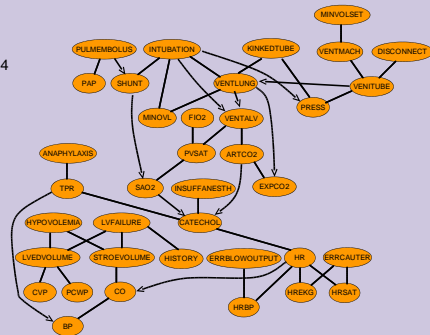 MINVOLSET
PULMEMBOLUS INTUBATION KINKEDTUBE VENTMACH DISCONNECT
4
PAP SHUNT VENTLUNG VENITUBE
PRESS
MINOVL FIO2 VENTALV
ANAPHYLAXIS PVSAT ARTCO2
TPR SAO2 INSUFFANESTH EXPCO2
HYPOVOLEMIA LVFAILURE CATECHOL
LVEDVOLUME STROEVOLUME HISTORY ERRBLOWOUTPUT HR ERRCAUTER
CVP PCWP CO HREKG HRSAT
HRBP
BP